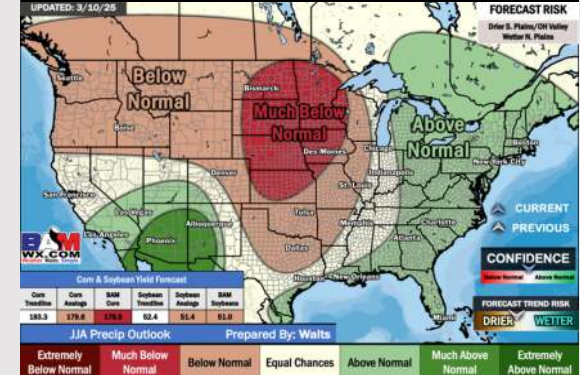 UPDATED: 3/10/25
FORECAST RISK
Drier S. Plains/OH Valley
Wetter N. Plains
Seattle
Below
Normal
Bismarck
Much Below
Normal
Above
Normal
Boise
Des Moines
Chicago
Boston
New York City
Indianapolis
Denver
St. Louis
San Francisco
Las Vegas
Tulsa
Memphis
Charlotte
Los Angeles
Albuquerque
Phoenix
Dallas
Atlanta
Houston
New Orleans
Miami
CURRENT
PREVIOUS
BAM
WX.COM
CONFIDENCE
Below Normal Above Normal
FORECAST TREND RISK
DRIER WETTER
Corn & Soybean Yield Forecast
Corn Trendline Corn Analogs BAM Corn Soybean Trendline Soybean Analogs BAM Soybeans
183.3 179.6 52.4 51.4 51.0
JJA Precip Outlook Prepared By: Walts
Extremely Below Normal Much Below Normal Below Normal Equal Chances Above Normal Much Above Normal Extremely Above Normal